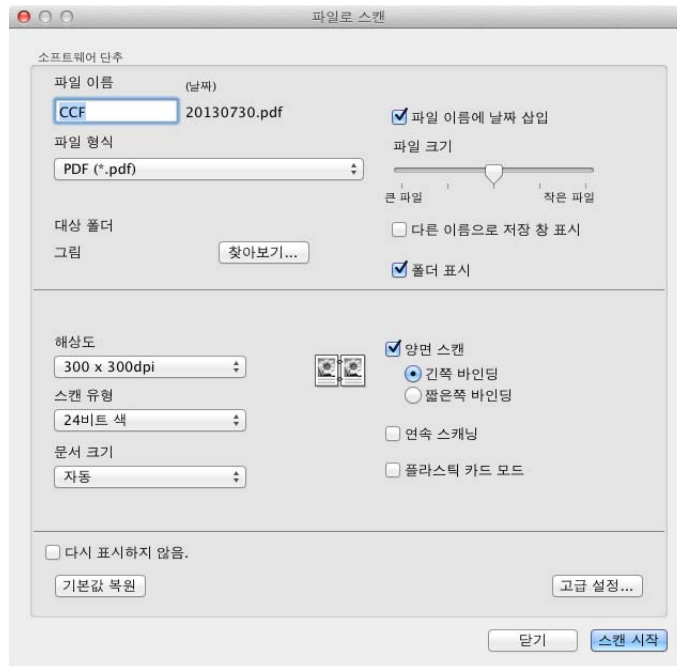 파일로 스캔
소프트웨어 단추
파일 이름
(날짜)
CCF
20130730.pdf
파일 이름에 날짜 삽입
파일 형식
파일 크기
PDF (*.pdf)
큰 파일
작은 파일
대상 폴더
다른 이름으로 저장 창 표시
그림
찾아보기...
폴더 표시
해상도
양면 스캔
300 x 300dpi
긴쪽 바인딩
스캔 유형
짧은쪽 바인딩
24비트 색
연속 스캐닝
문서 크기
자동
플라스틱 카드 모드
다시 표시하지 않음.
기본값 복원
고급 설정...
닫기
스캔 시작